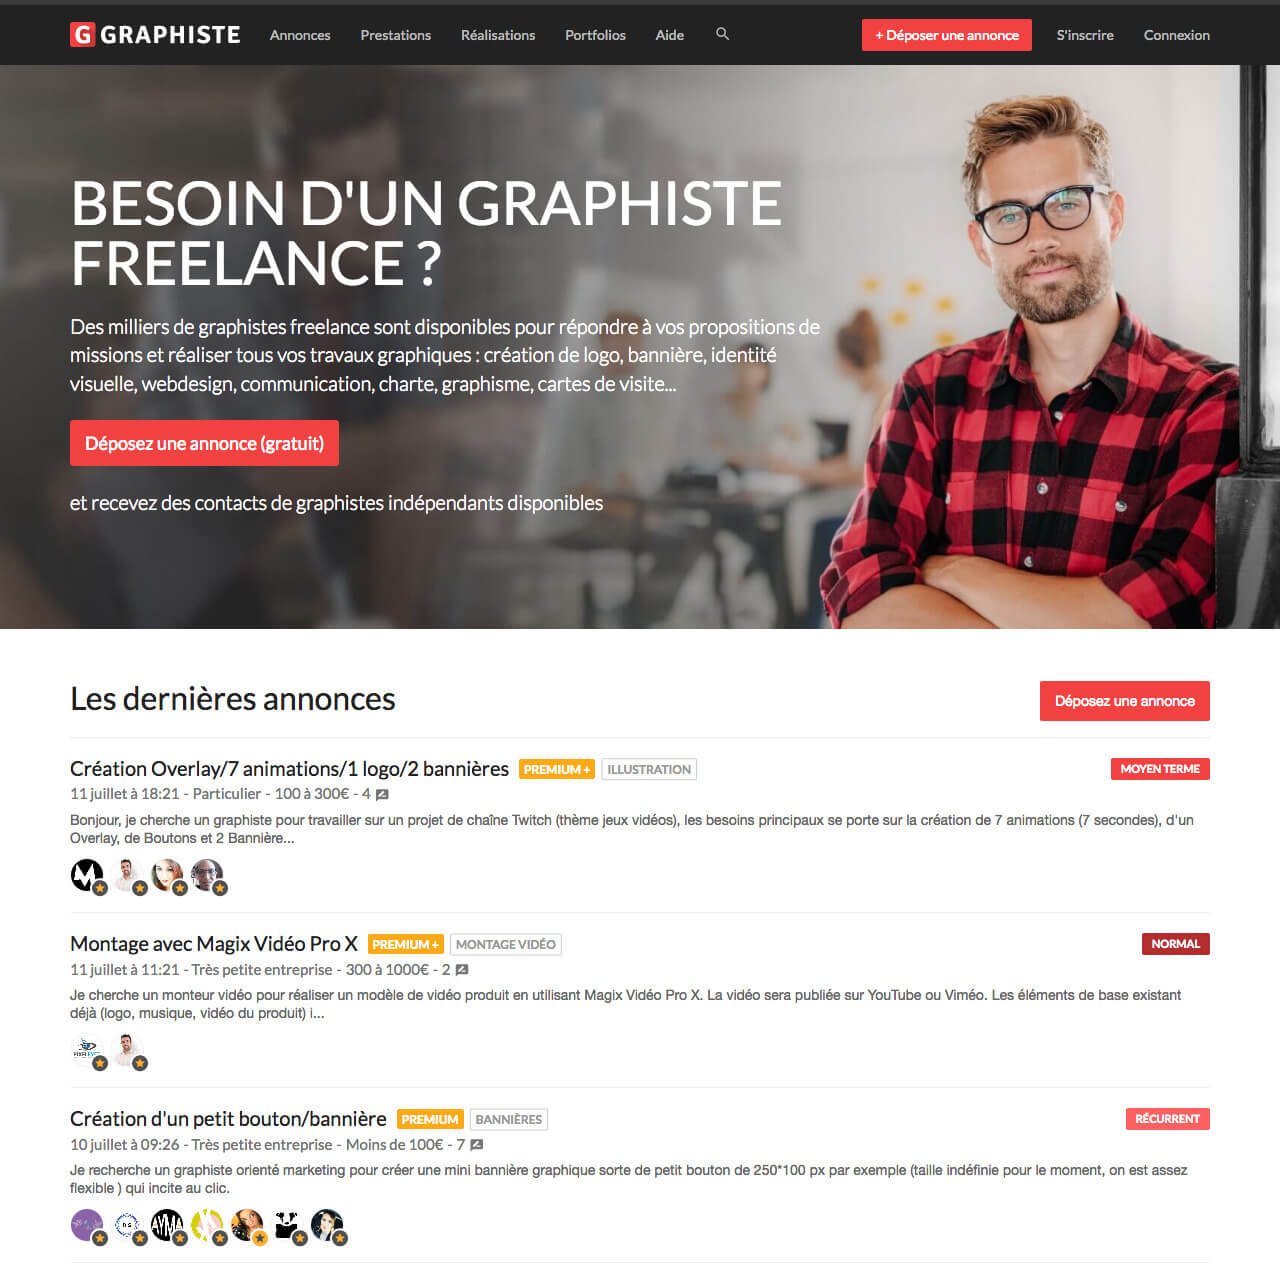 G GRAPHISTE Annonces Prestations Réalisations Portfolios Aide + Déposer une annonce S'inscrire Connexion
BESOIN D'UN GRAPHISTE
FREELANCE ?
Des milliers de graphistes freelance sont disponibles pour répondre à vos propositions de
missions et réaliser tous vos travaux graphiques : création de logo, bannière, identité
visuelle, webdesign, communication, charte, graphisme, cartes de visite...
Déposez une annonce (gratuit)
et recevez des contacts de graphistes indépendants disponibles
Les dernières annonces Déposez une annonce
Création Overlay/7 animations/1 logo/2 bannières PREMIUM + ILLUSTRATION MOYEN TERME
11 juillet à 18:21 - Particulier - 100 à 300€ - 4
Bonjour, je cherche un graphiste pour travailler sur un projet de chaîne Twitch (thème jeux vidéos), les besoins principaux se porte sur la création de 7 animations (7 secondes), d'un
Overlay, de Boutons et 2 Bannière...
Montage avec Magix Vidéo Pro X PREMIUM + MONTAGE VIDÉO NORMAL
11 juillet à 11:21 - Très petite entreprise - 300 à 1000€ - 2
Je cherche un monteur vidéo pour réaliser un modèle de vidéo produit en utilisant Magix Vidéo Pro X. La vidéo sera publiée sur YouTube ou Viméo. Les éléments de base existant
déjà (logo, musique, vidéo du produit) i...
Création d'un petit bouton/bannière PREMIUM BANNIÈRES RÉCURRENT
10 juillet à 09:26 - Très petite entreprise - Moins de 100€ - 7
Je recherche un graphiste orienté marketing pour créer une mini bannière graphique sorte de petit bouton de 250*100 px par exemple (taille indéfinie pour le moment, on est assez
flexible ) qui incite au clic.
AYMA